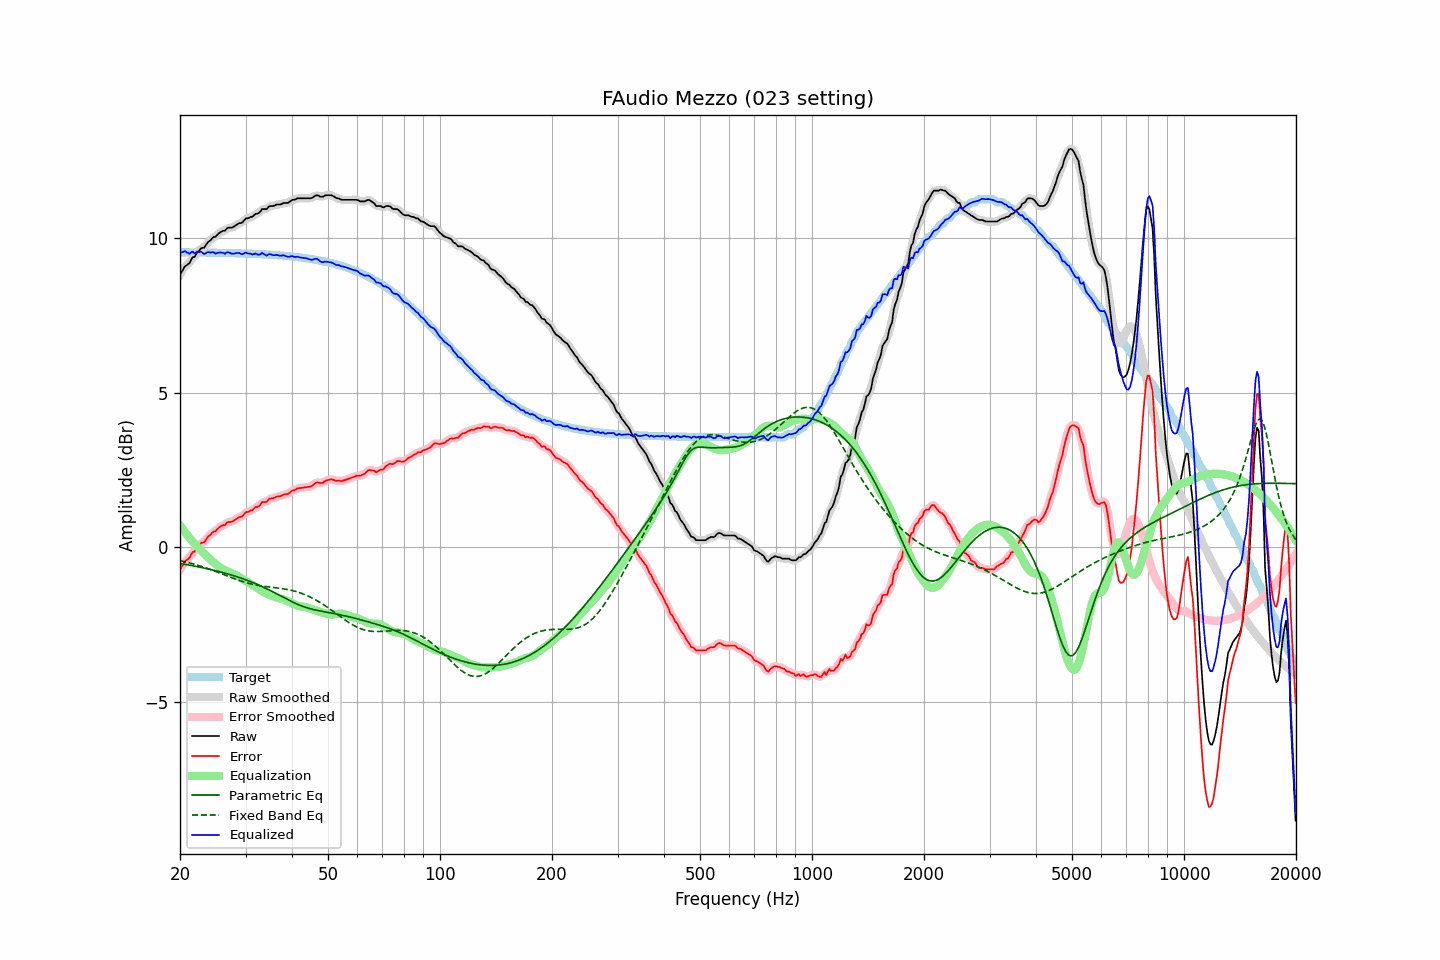 FAudio Mezzo (023 setting)
Amplitude (dBr)
10
5
0
−5
Target
Raw Smoothed
Error Smoothed
Raw
Error
Equalization
Parametric Eq
Fixed Band Eq
Equalized
20 50 100 200 500 1000 2000 5000 10000 20000
Frequency (Hz)